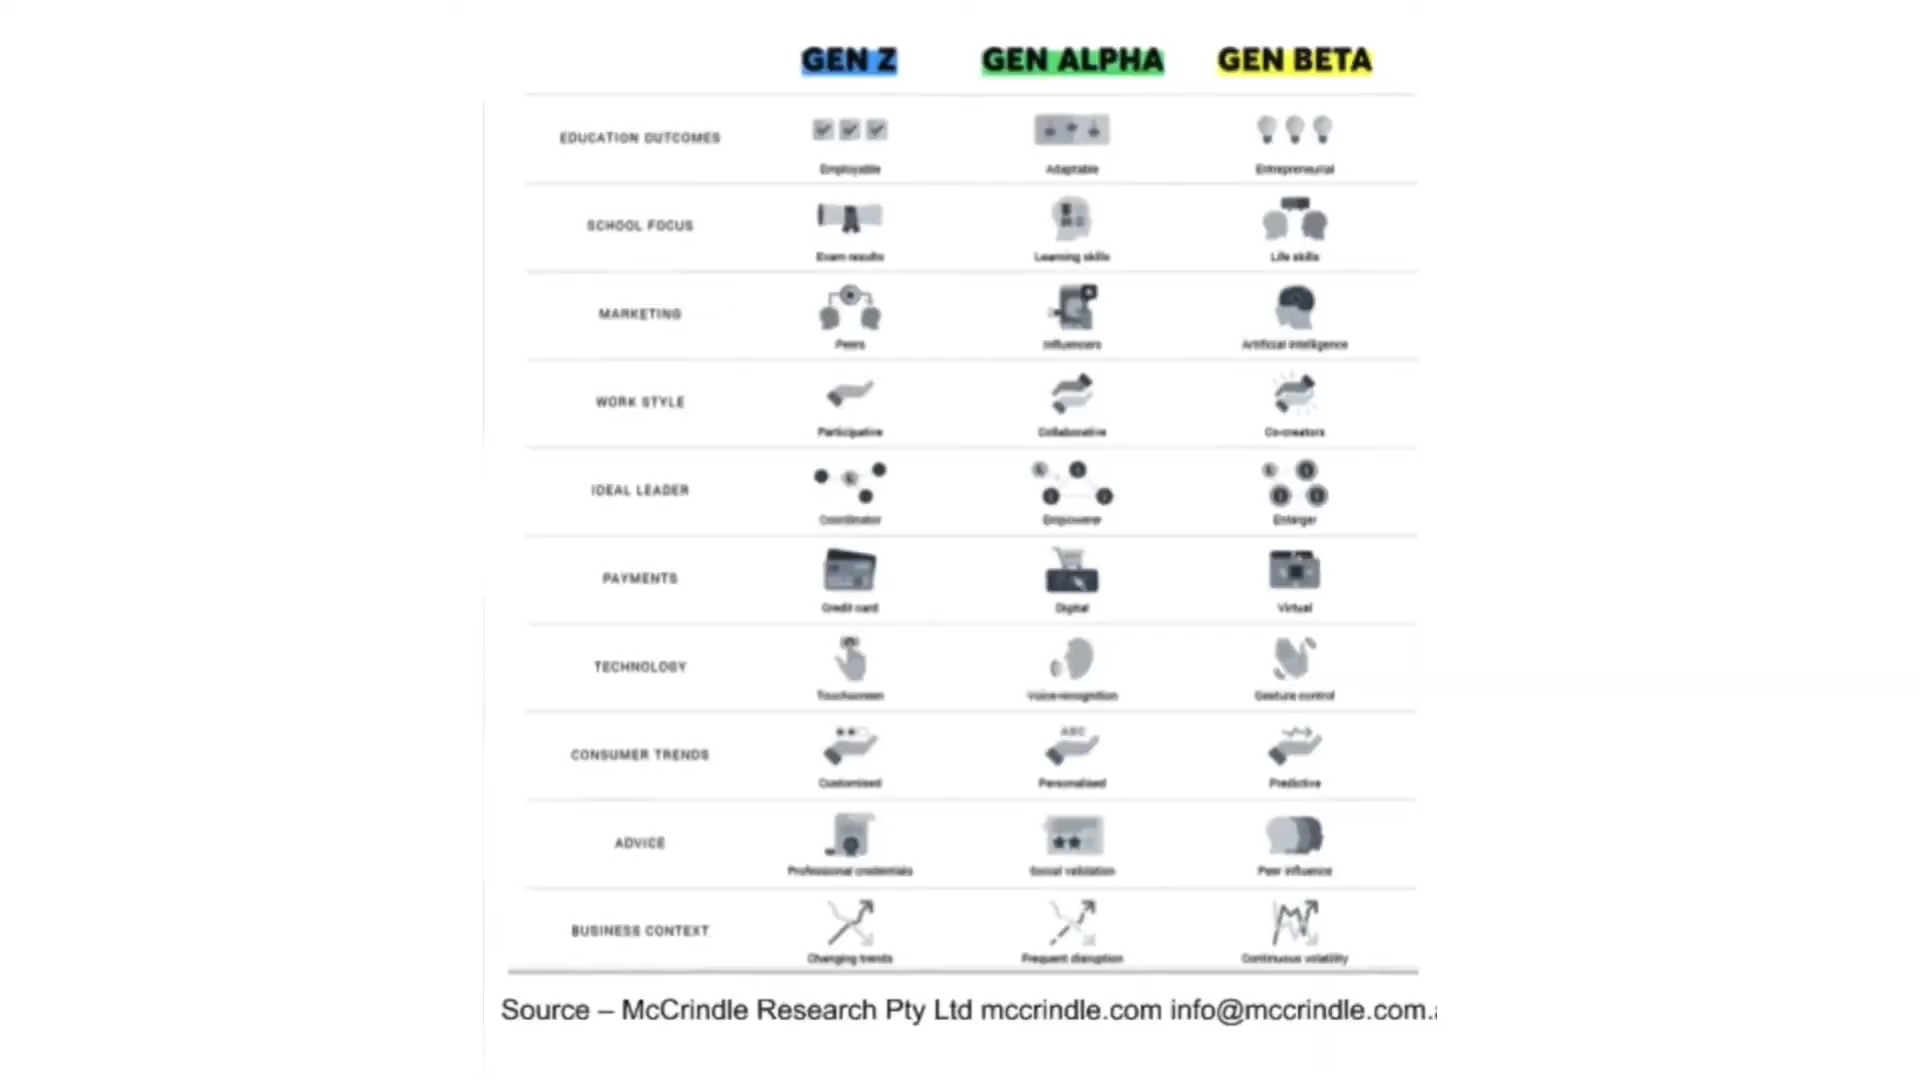 GEN Z GEN ALPHA GEN BETA
EDUCATION OUTCOMES
Employable Adaptable Entrepreneurial
SCHOOL FOCUS
Exam results Learning skills Life skills
MARKETING
Peers Influencers Artificial intelligence
WORK STYLE
Participative Collaborative Co-creators
IDEAL LEADER
Coordinator Empowerer Enlarger
PAYMENTS
Credit card Digital Virtual
TECHNOLOGY
Touchscreen Voice recognition Gesture control
CONSUMER TRENDS
ABC
Customised Personalised Predictive
ADVICE
Professional credentials Social validation Peer influence
BUSINESS CONTEXT
Changing trends Frequent disruption Continuous volatility
Source – McCrindle Research Pty Ltd mccrindle.com info@mccrindle.com.